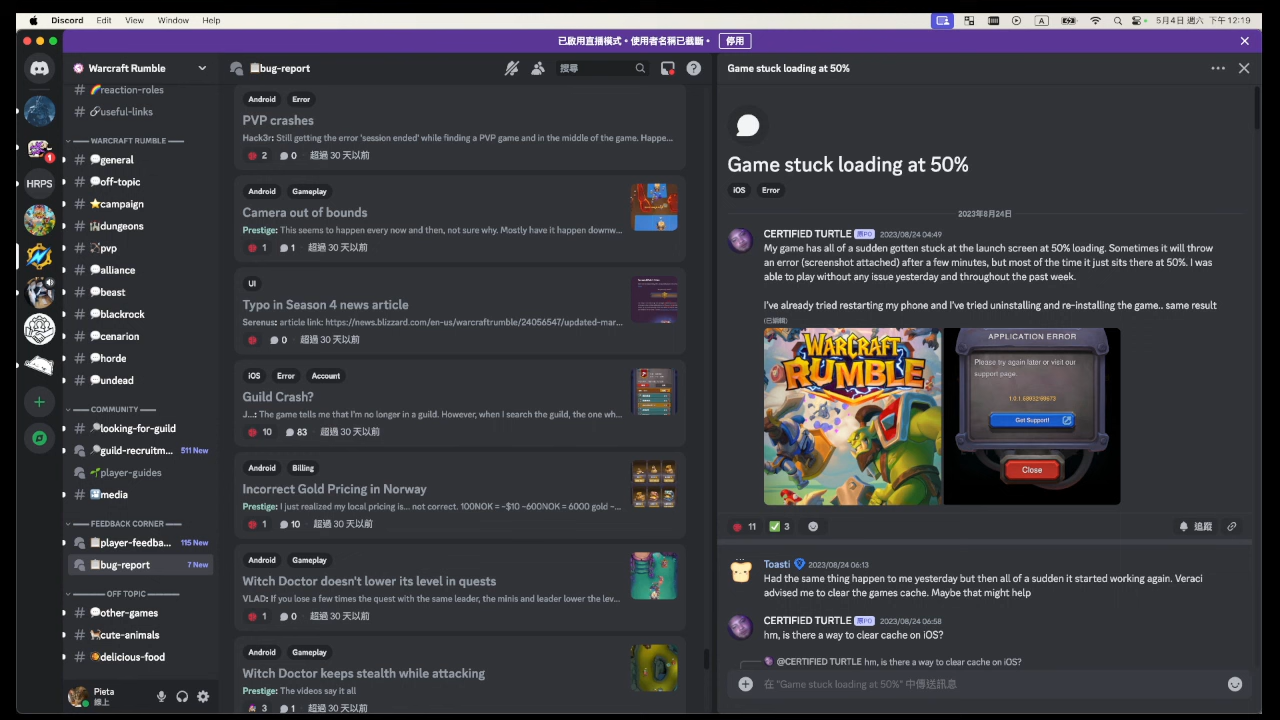 Discord Edit View Window Help
A
5月4日 週六 下午 12:19
已啟用直播模式。使用者名稱已截斷。 停用
Warcraft Rumble
reaction-roles
useful-links
WARCRAFT RUMBLE
general
off-topic
campaign
dungeons
pvp
alliance
beast
blackrock
cenarion
horde
undead
COMMUNITY
looking-for-guild
guild-recruitm... 511 New
player-guides
media
FEEDBACK CORNER
player-feedba... 115 New
bug-report 7 New
OFF TOPIC
other-games
cute-animals
delicious-food
HRPS
1
Pieta
線上
bug-report
搜尋
Android Error
PVP crashes
Hack3r: Still getting the error 'session ended' while finding a PVP game and in the middle of the game. Happe...
2 0 · 超過 30 天以前
Android Gameplay
Camera out of bounds
Prestige: This seems to happen every now and then, not sure why. Mostly have it happen downw...
1 1 · 超過 30 天以前
UI
Typo in Season 4 news article
Serenus: article link: https://news.blizzard.com/en-us/warcraftrumble/24056547/updated-mar...
0 · 超過 30 天以前
iOS Error Account
Guild Crash?
J...: The game tells me that I'm no longer in a guild. However, when I search the guild, the one wh...
10 83 · 超過 30 天以前
Android Billing
Incorrect Gold Pricing in Norway
Prestige: I just realized my local pricing is... not correct. 100NOK = ~$10 ~600NOK = 6000 gold ~...
1 10 · 超過 30 天以前
Android Gameplay
Witch Doctor doesn't lower its level in quests
VLAD: If you lose a few times the quest with the same leader, the minis and leader lower the lev...
1 0 · 超過 30 天以前
Android Gameplay
Witch Doctor keeps stealth while attacking
Prestige: The videos say it all
3 1 · 超過 30 天以前
Game stuck loading at 50%
Game stuck loading at 50%
iOS Error
2023年8月24日
CERTIFIED TURTLE 原PO 2023/08/24 04:49
My game has all of a sudden gotten stuck at the launch screen at 50% loading. Sometimes it will throw
an error (screenshot attached) after a few minutes, but most of the time it just sits there at 50%. I was
able to play without any issue yesterday and throughout the past week.
I've already tried restarting my phone and I've tried uninstalling and re-installing the game.. same result
(已編輯)
WARCRAFT
RUMBLE
APPLICATION ERROR
Please try again later or visit our
support page.
Get Support!
Close
11 3
追蹤
Toasti 2023/08/24 06:13
Had the same thing happen to me yesterday but then all of a sudden it started working again. Veraci
advised me to clear the games cache. Maybe that might help
CERTIFIED TURTLE 原PO 2023/08/24 06:58
hm, is there a way to clear cache on iOS?
@CERTIFIED TURTLE hm, is there a way to clear cache on iOS?
在 "Game stuck loading at 50%" 中傳送訊息